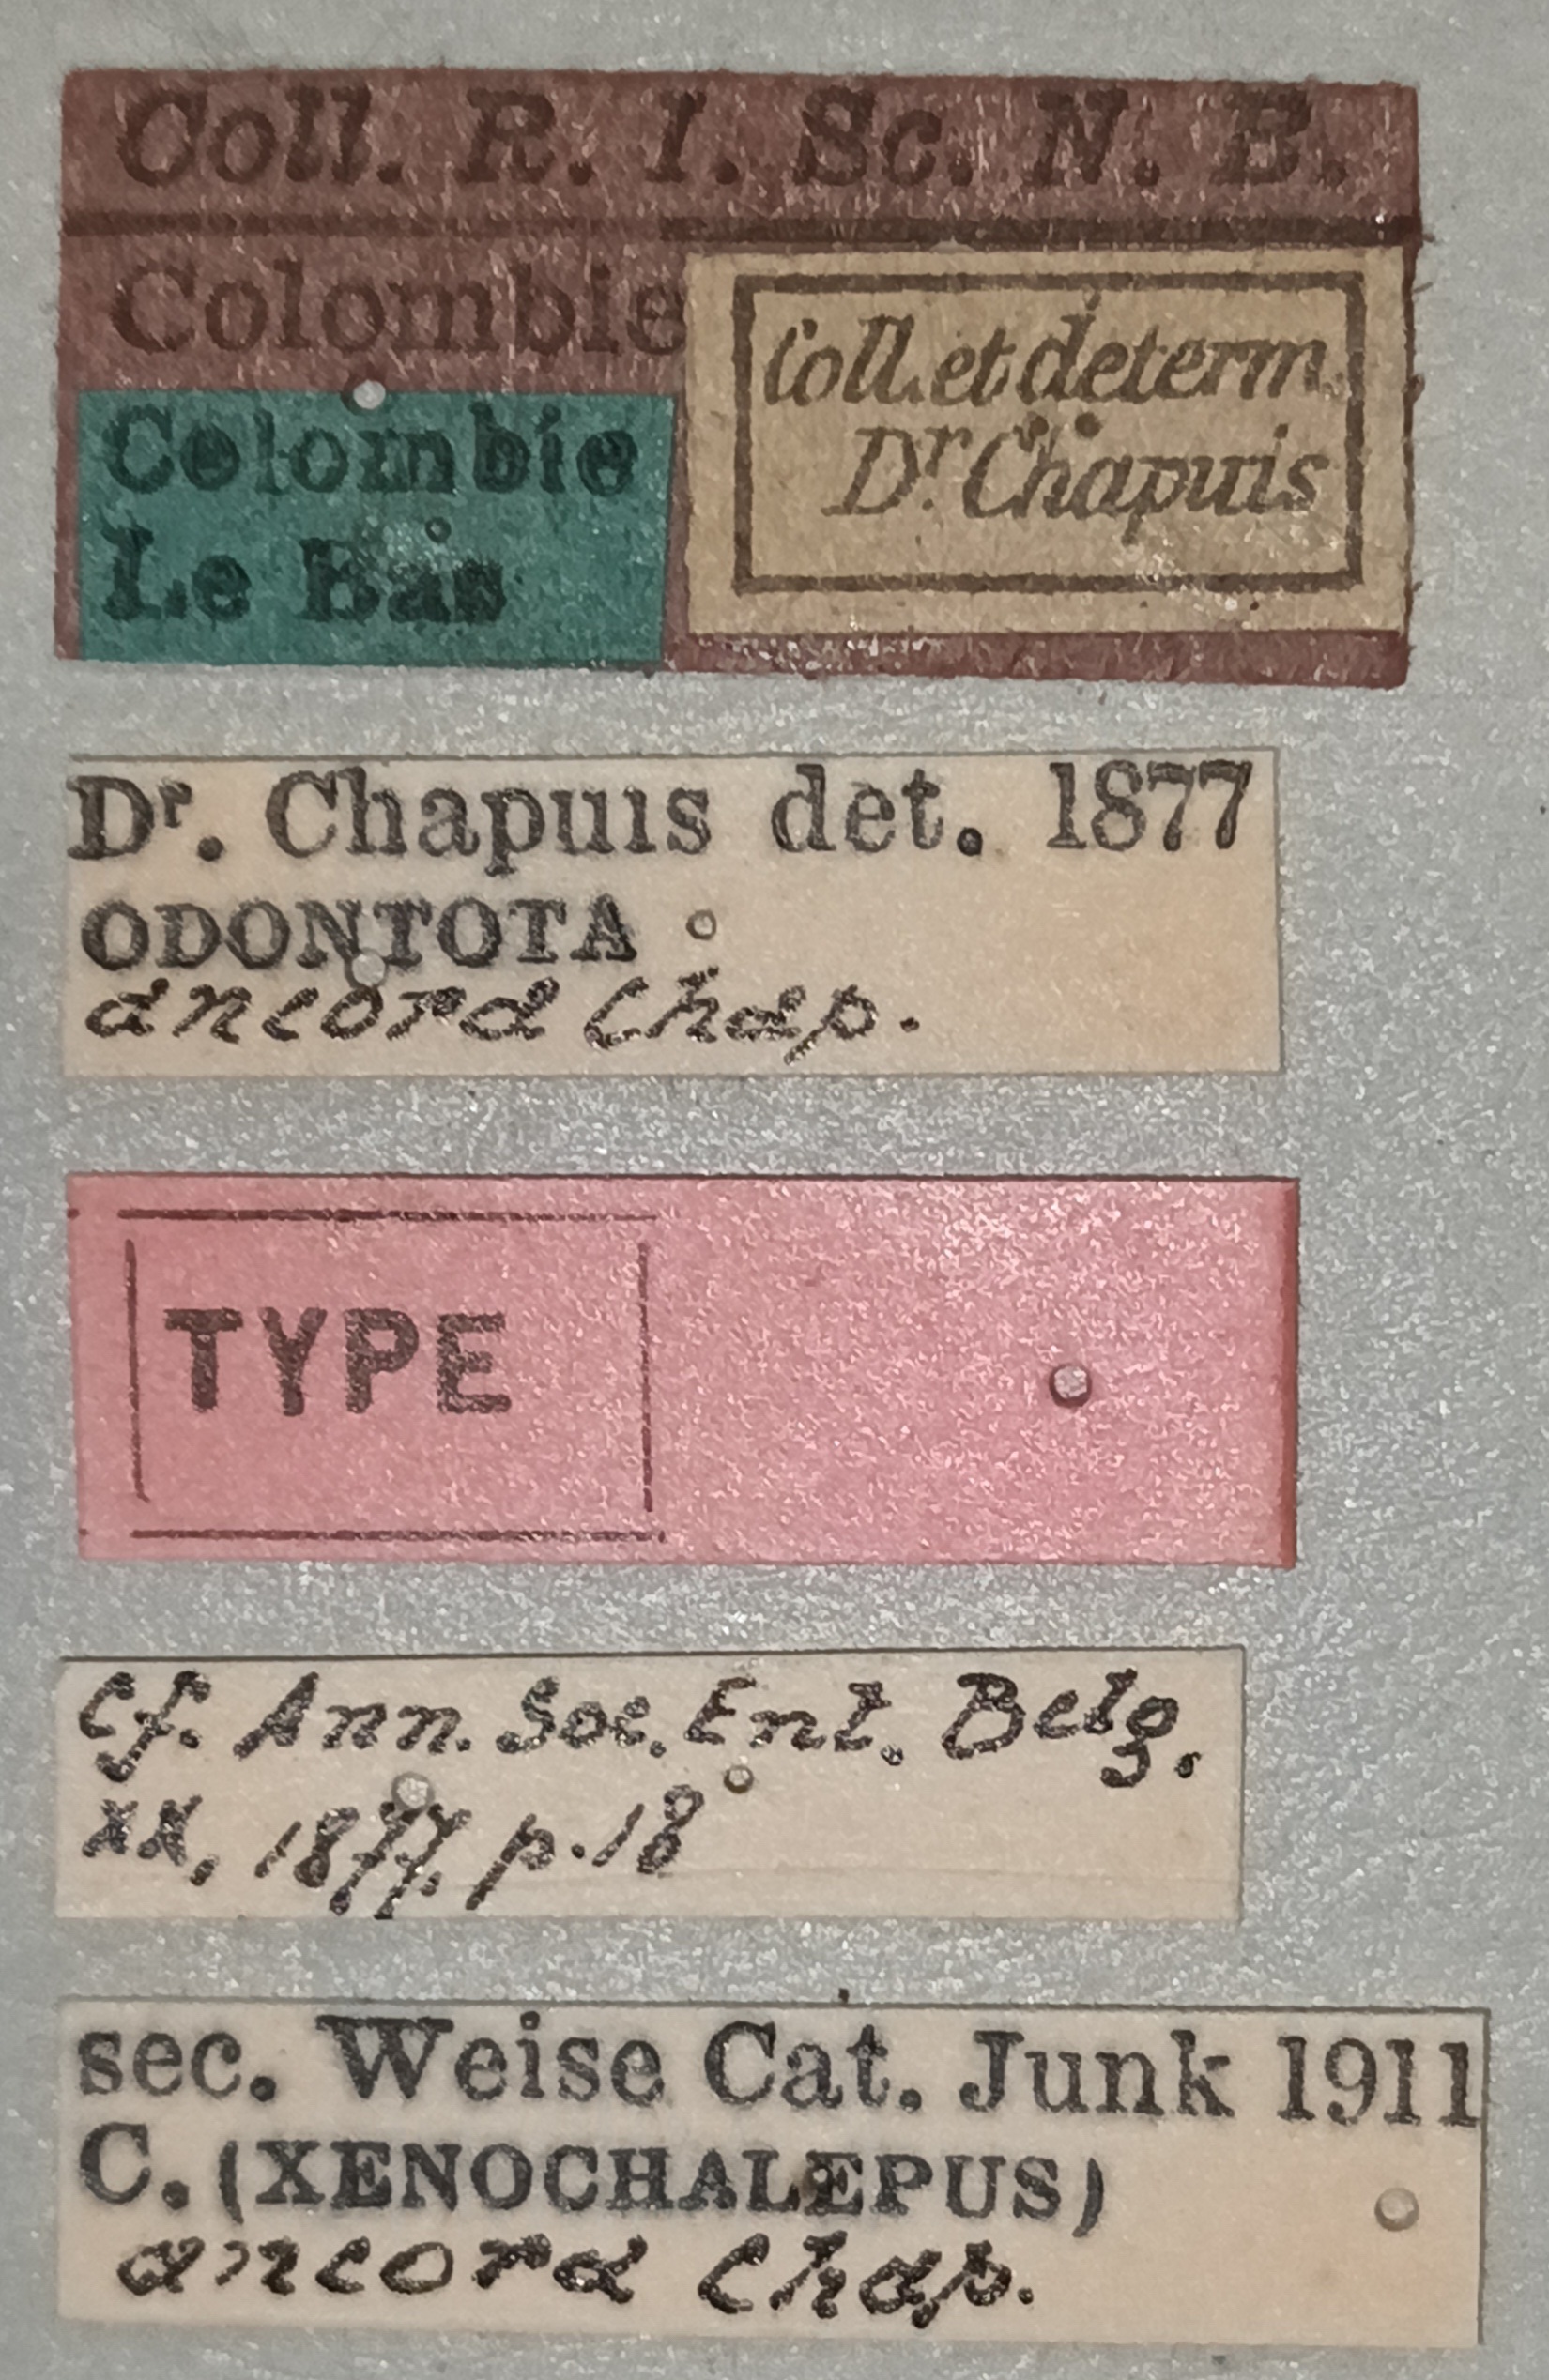 Coll. R. I. Sc. N. B.
Colombie
Colombie
Le Bas
Coll. et determ.
Dr. Chapuis
Dr. Chapuis det. 1877
ODONTOTA
ancora Chap.
TYPE
Cf. Ann. Soc. Ent. Belg.
XX, 1877, p. 18
sec. Weise Cat. Junk 1911
C. (XENOCHALEPUS)
ancora Chap.